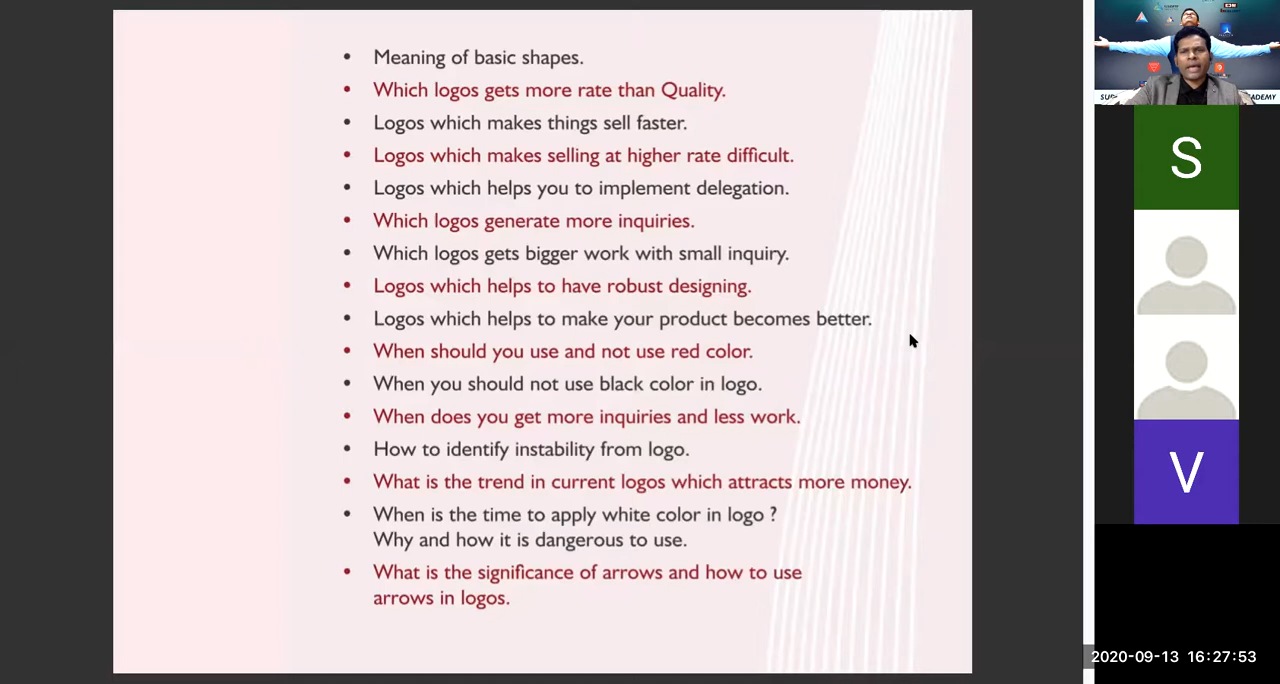 • Meaning of basic shapes.
• Which logos gets more rate than Quality.
• Logos which makes things sell faster.
• Logos which makes selling at higher rate difficult.
• Logos which helps you to implement delegation.
• Which logos generate more inquiries.
• Which logos gets bigger work with small inquiry.
• Logos which helps to have robust designing.
• Logos which helps to make your product becomes better.
• When should you use and not use red color.
• When you should not use black color in logo.
• When does you get more inquiries and less work.
• How to identify instability from logo.
• What is the trend in current logos which attracts more money.
• When is the time to apply white color in logo ?
Why and how it is dangerous to use.
• What is the significance of arrows and how to use
arrows in logos.
S
V
2020-09-13 16:27:53